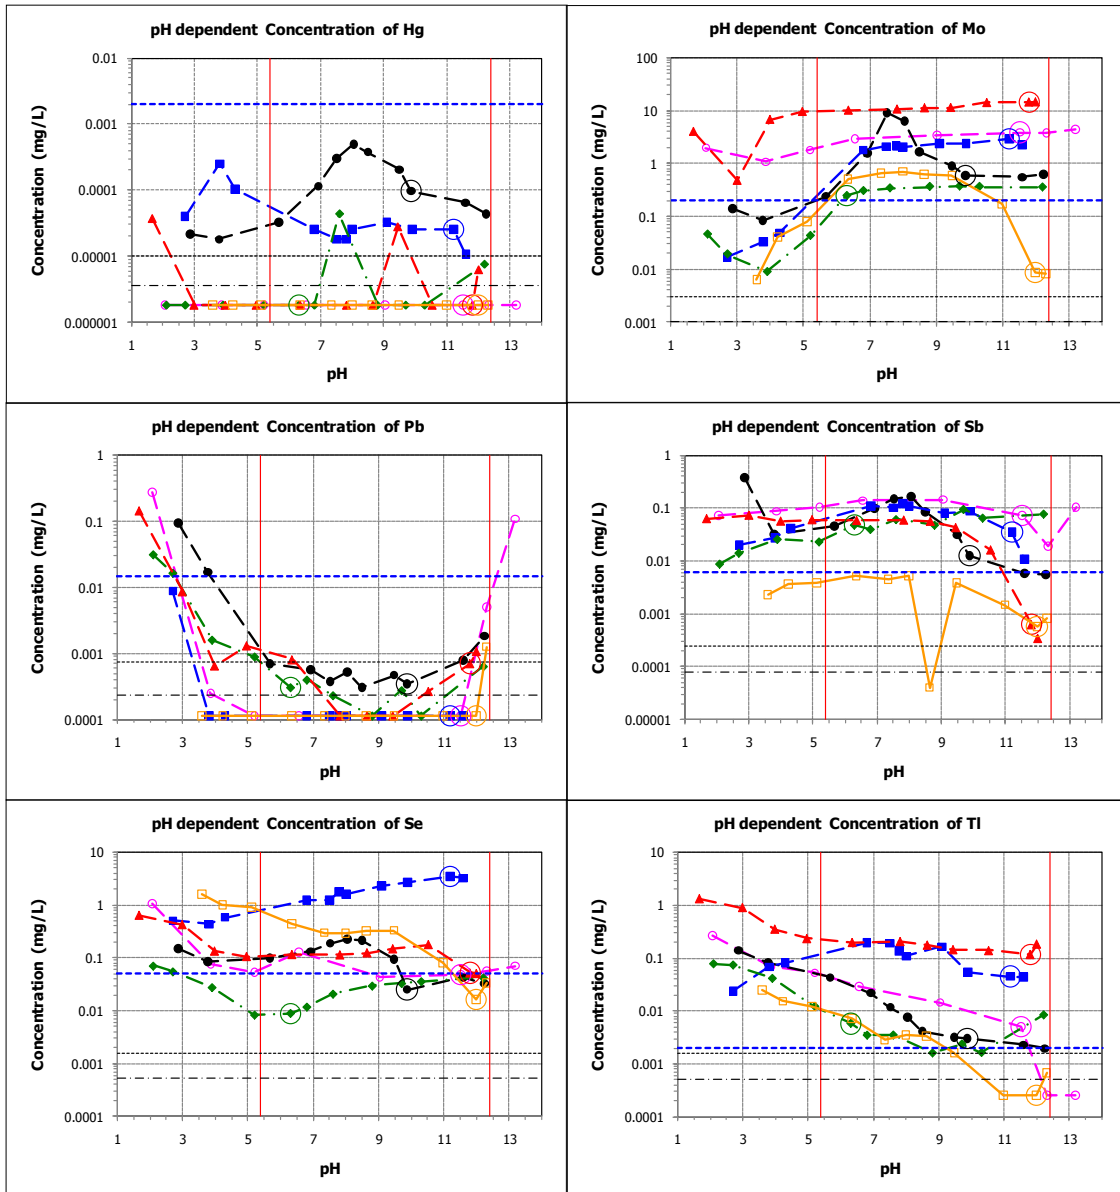 pH dependent Concentration of Hg
0.01
0.001
0.0001
0.00001
0.000001
Concentration (mg/L)
1 3 5 7 9 11 13
pH
pH dependent Concentration of Mo
100
10
1
0.1
0.01
0.001
Concentration (mg/L)
1 3 5 7 9 11 13
pH
pH dependent Concentration of Pb
1
0.1
0.01
0.001
0.0001
Concentration (mg/L)
1 3 5 7 9 11 13
pH
pH dependent Concentration of Sb
1
0.1
0.01
0.001
0.0001
0.00001
Concentration (mg/L)
1 3 5 7 9 11 13
pH
pH dependent Concentration of Se
10
1
0.1
0.01
0.001
0.0001
Concentration (mg/L)
1 3 5 7 9 11 13
pH
pH dependent Concentration of Tl
10
1
0.1
0.01
0.001
0.0001
Concentration (mg/L)
1 3 5 7 9 11 13
pH